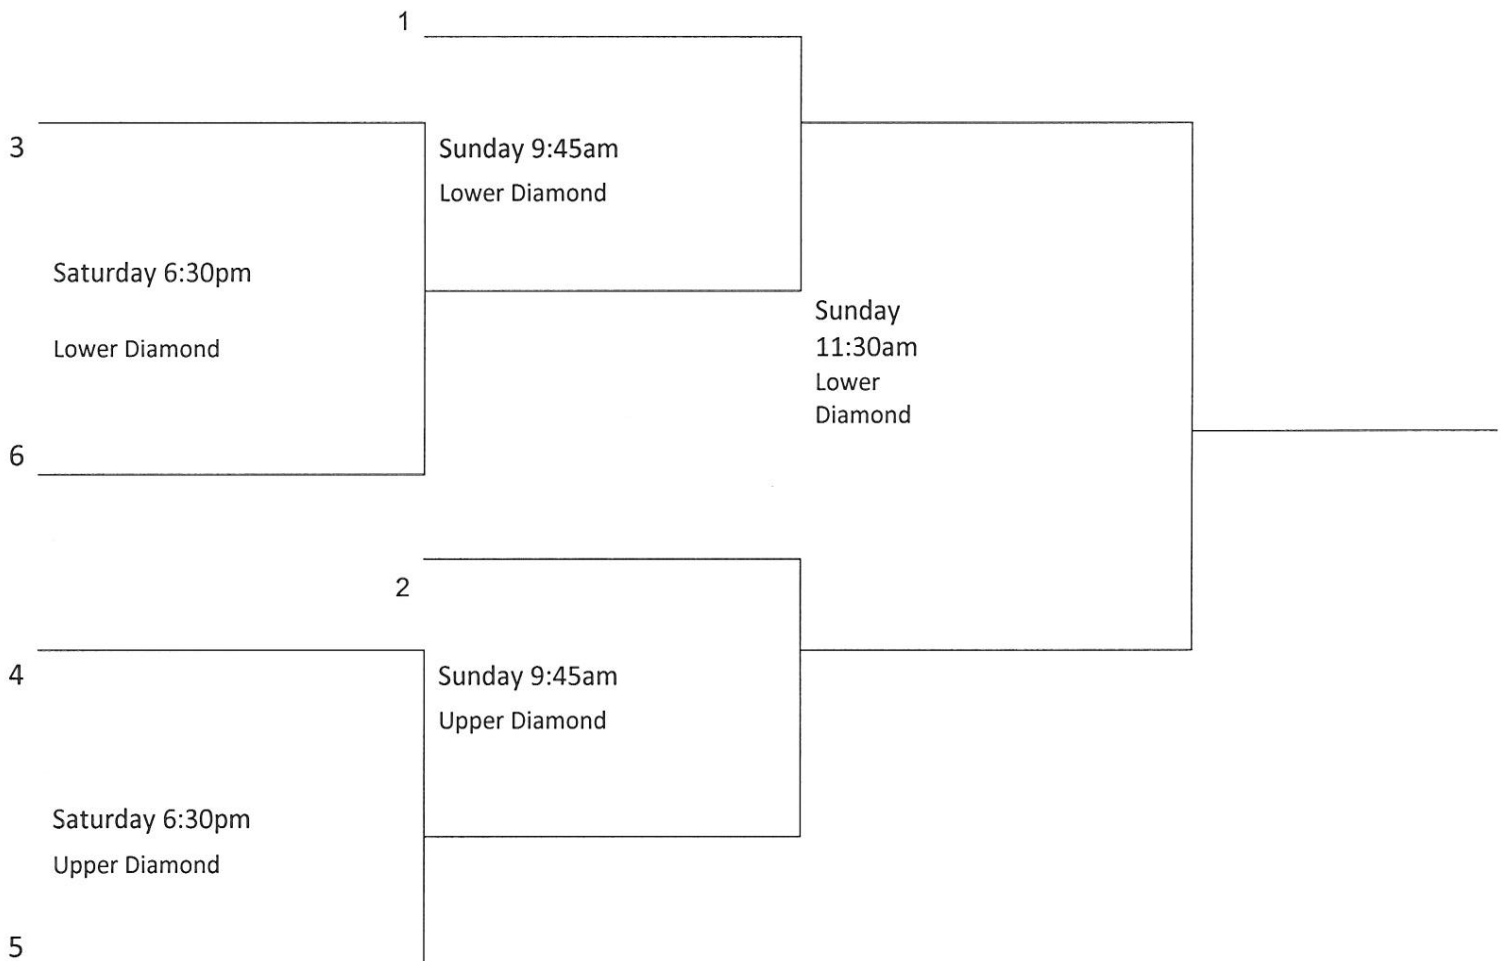 1
3
Sunday 9:45am
Lower Diamond
Saturday 6:30pm
Lower Diamond
Sunday
11:30am
Lower
Diamond
6
2
4
Sunday 9:45am
Upper Diamond
Saturday 6:30pm
Upper Diamond
5